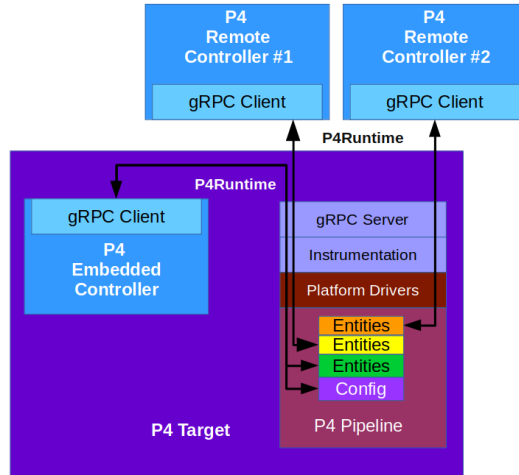 P4
Remote
Controller #1
gRPC Client
P4
Remote
Controller #2
gRPC Client
P4Runtime
P4Runtime
gRPC Client
P4
Embedded
Controller
gRPC Server
Instrumentation
Platform Drivers
Entities
Entities
Entities
Config
P4 Pipeline
P4 Target